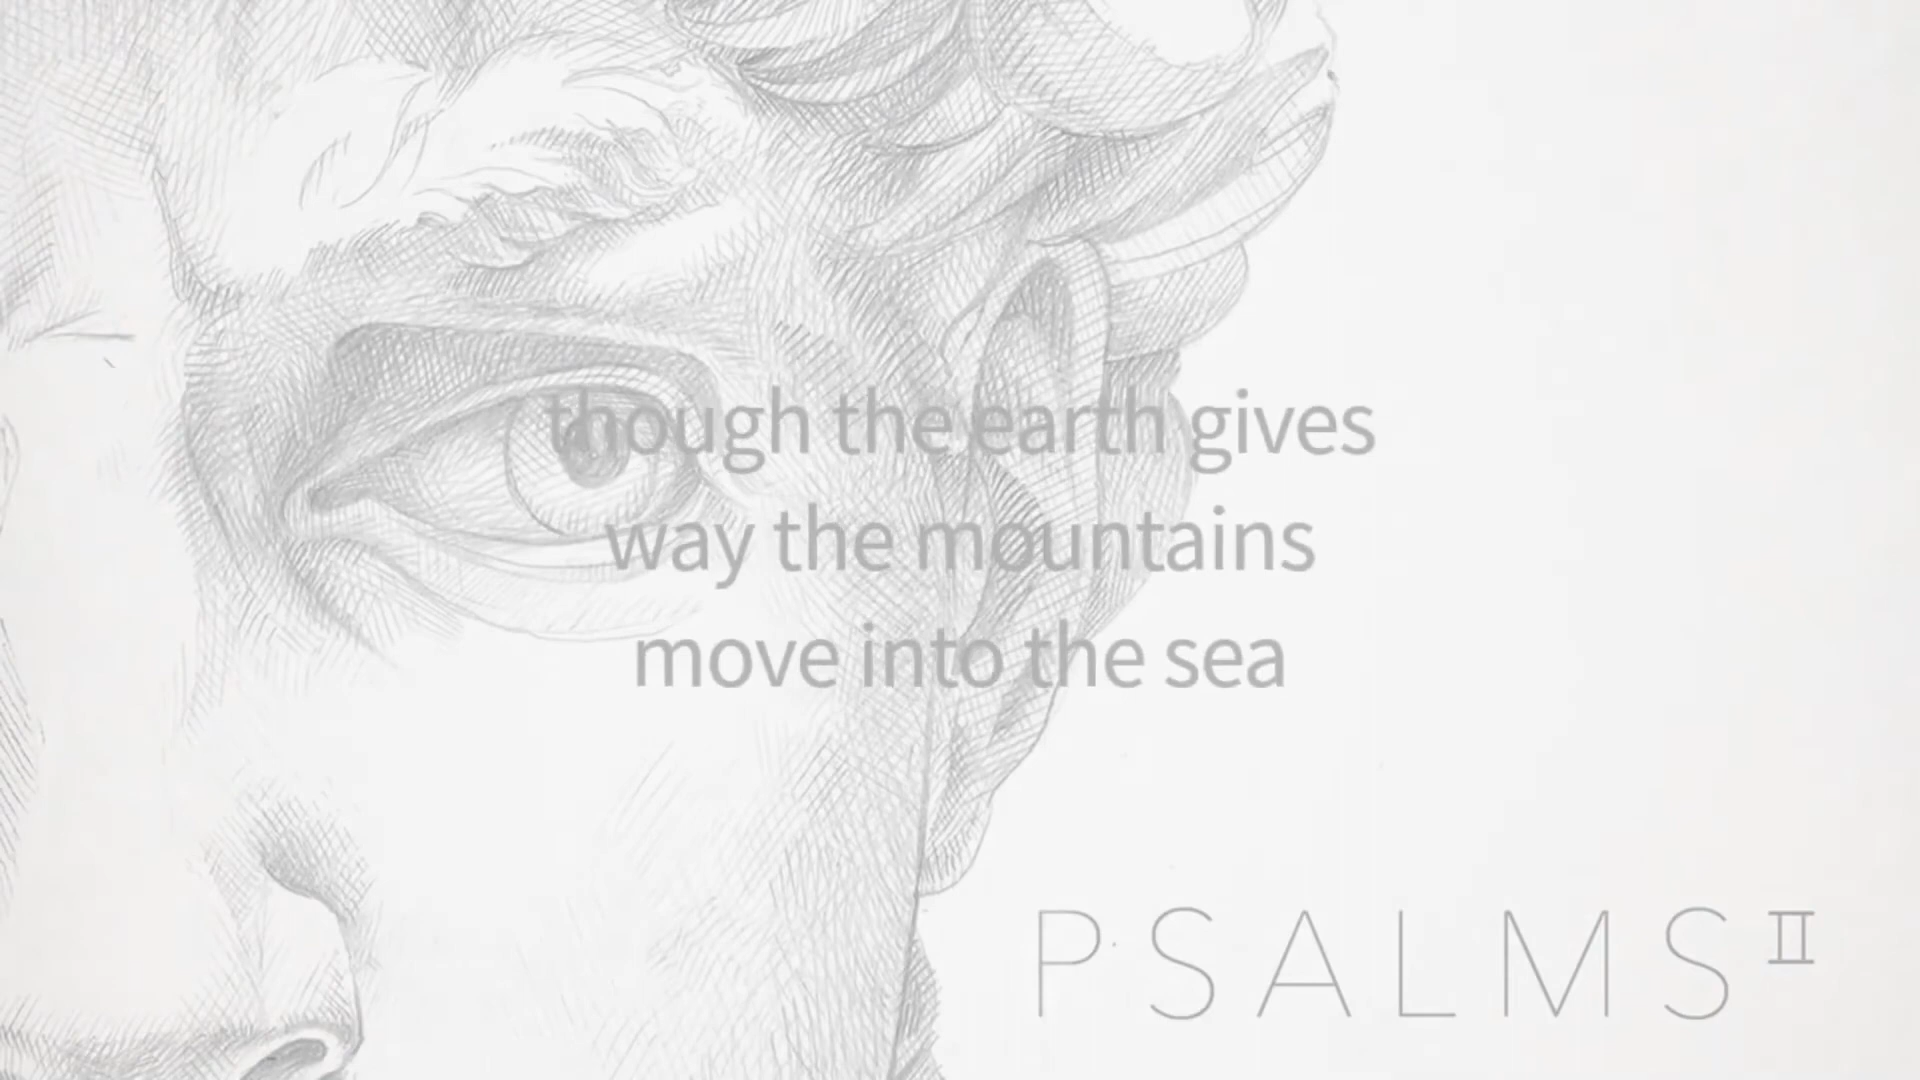 though the earth gives
way the mountains
move into the sea
PSALMS II